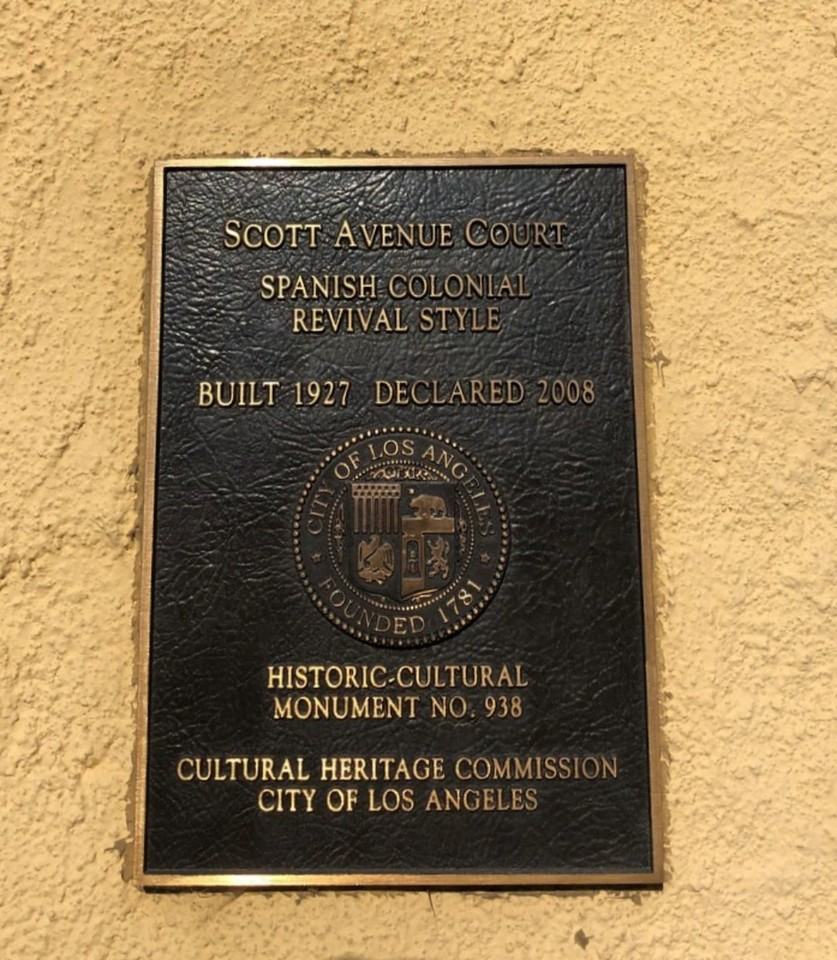 SCOTT AVENUE COURT
SPANISH COLONIAL
REVIVAL STYLE
BUILT 1927 DECLARED 2008
CITY OF LOS ANGELES
FOUNDED 1781
HISTORIC-CULTURAL
MONUMENT NO. 938
CULTURAL HERITAGE COMMISSION
CITY OF LOS ANGELES